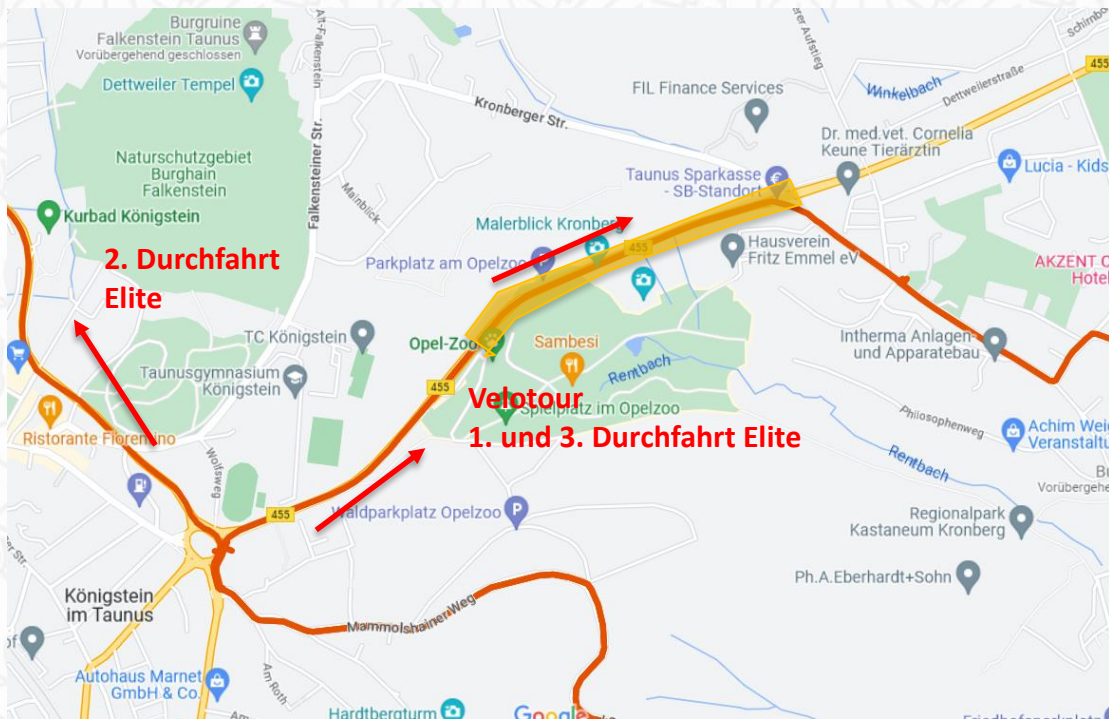 Burgruine
Falkenstein Taunus
Vorübergehend geschlossen
Dettweiler Tempel
Naturschutzgebiet
Burghain
Falkenstein
Kurbad Königstein
2. Durchfahrt
Elite
Falkensteiner Str.
Mainblick
Kronberger Str.
FIL Finance Services
Winkelbach
Dettweilerstraße
455
Dr. med.vet. Cornelia
Keune Tierärztin
Taunus Sparkasse
- SB-Standort
Lucia - Kids
Malerblick Kronberg
455
Parkplatz am Opelzoo
Hausverein
Fritz Emmel eV
Hotel
TC Königstein
Opel-Zoo
Sambesi
Rentbach
Intherma Anlagen-
und Apparatebau
Taunusgymnasium
Königstein
455
Velotour
Spielplatz im Opelzoo
1. und 3. Durchfahrt Elite
Philosophenweg
Rentbach
Ristorante Fiorentino
Wolfsweg
455
Waldparkplatz Opelzoo
Regionalpark
Kastaneum Kronberg
Ph.A.Eberhardt+Sohn
Königstein
im Taunus
Mammolshainer Weg
Autohaus Marnet
GmbH & Co.
Am Roth
Hardtbergturm
Google